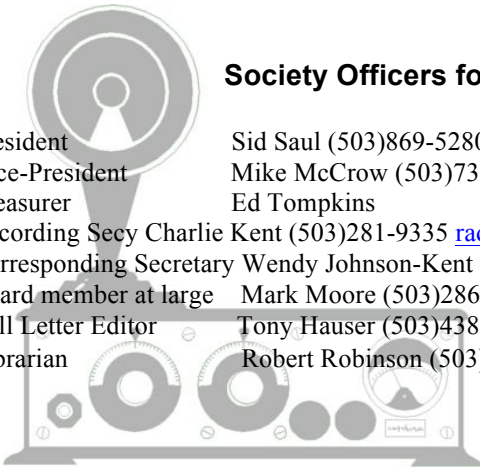 Society Officers fo
esident Sid Saul (503)869-5280
ce-President Mike McCrow (503)73
easurer Ed Tompkins
cording Secy Charlie Kent (503)281-9335 rad
rresponding Secretary Wendy Johnson-Kent
ard member at large Mark Moore (503)286
ll Letter Editor Tony Hauser (503)438
brarian Robert Robinson (503)